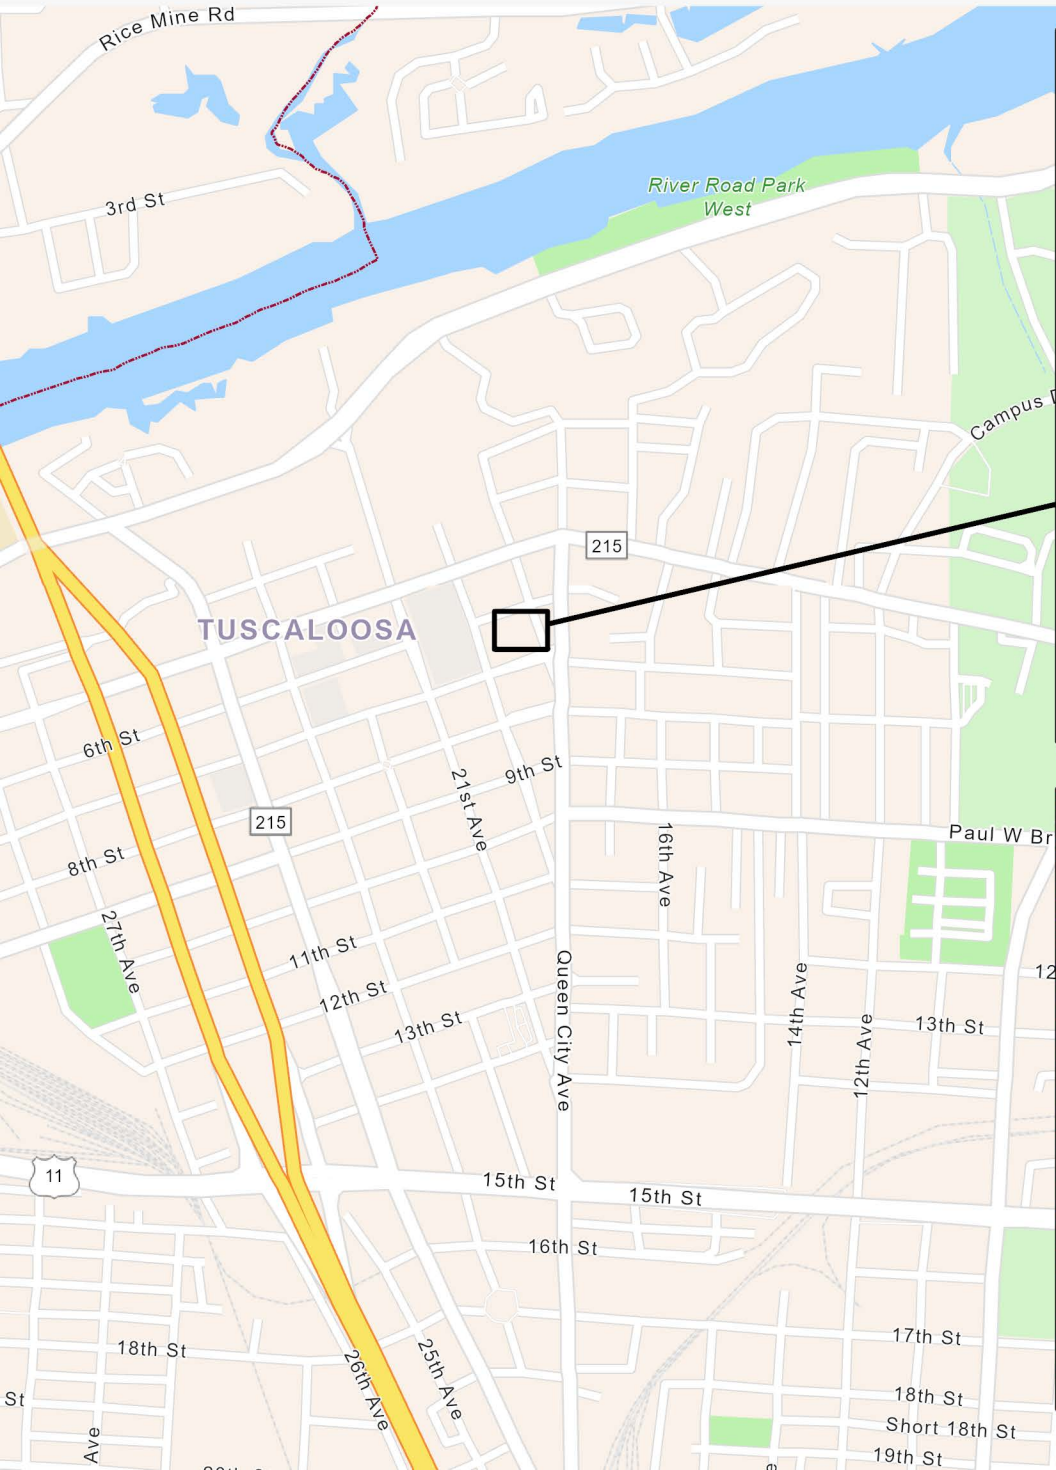 Rice Mine Rd
River Road Park
West
3rd St
Campus
215
TUSCALOOSA
6th St
9th St
21st Ave
215
16th Ave
Paul W Br
8th St
27th Ave
11th St
Queen City Ave
14th Ave
12
12th St
13th St
13th St
12th Ave
11
15th St
15th St
16th St
17th St
18th St
25th Ave
26th Ave
18th St
St
Short 18th St
Ave
19th St